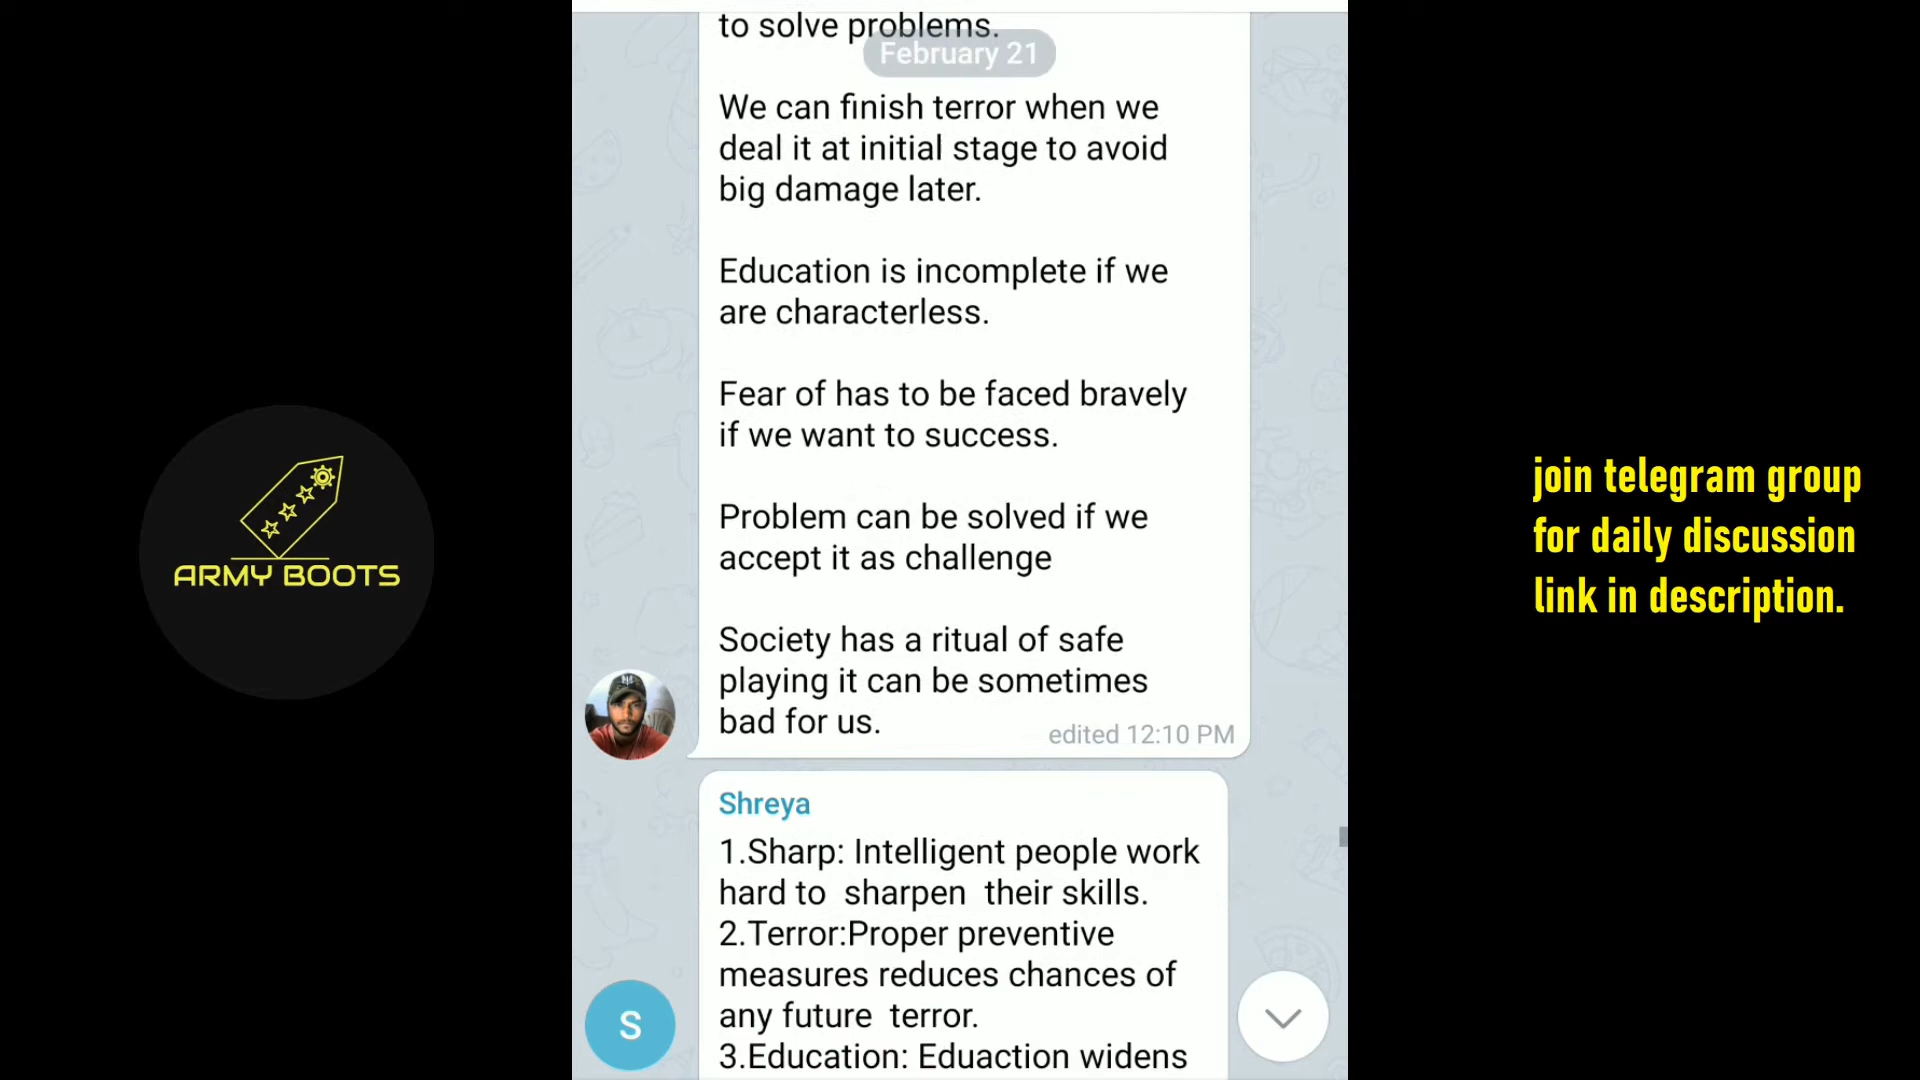 to solve problems.
February 21
We can finish terror when we
deal it at initial stage to avoid
big damage later.
Education is incomplete if we
are characterless.
Fear of has to be faced bravely
if we want to success.
Problem can be solved if we
accept it as challenge
Society has a ritual of safe
playing it can be sometimes
bad for us.
edited 12:10 PM
Shreya
1.Sharp: Intelligent people work
hard to sharpen their skills.
2.Terror:Proper preventive
measures reduces chances of
any future terror.
3.Education: Eduaction widens
S
ARMY BOOTS
join telegram group
for daily discussion
link in description.